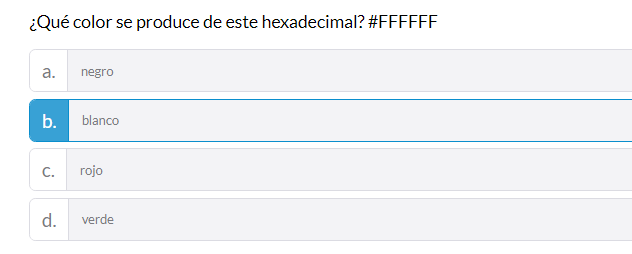 ¿Qué color se produce de este hexadecimal? #FFFFFF
a. negro
b. blanco
c. rojo
d. verde